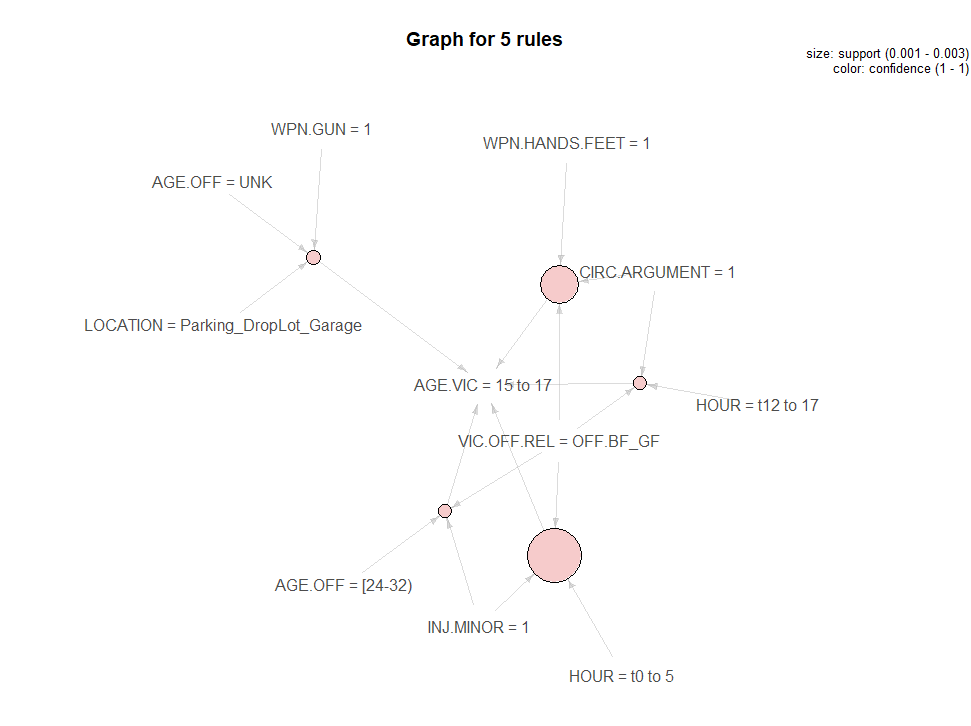 Graph for 5 rules
size: support (0.001 - 0.003)
color: confidence (1 - 1)
WPN.GUN = 1
WPN.HANDS.FEET = 1
AGE.OFF = UNK
CIRC.ARGUMENT = 1
LOCATION = Parking_DropLot_Garage
AGE.VIC = 15 to 17
HOUR = t12 to 17
VIC.OFF.REL = OFF.BF_GF
AGE.OFF = [24-32)
INJ.MINOR = 1
HOUR = t0 to 5